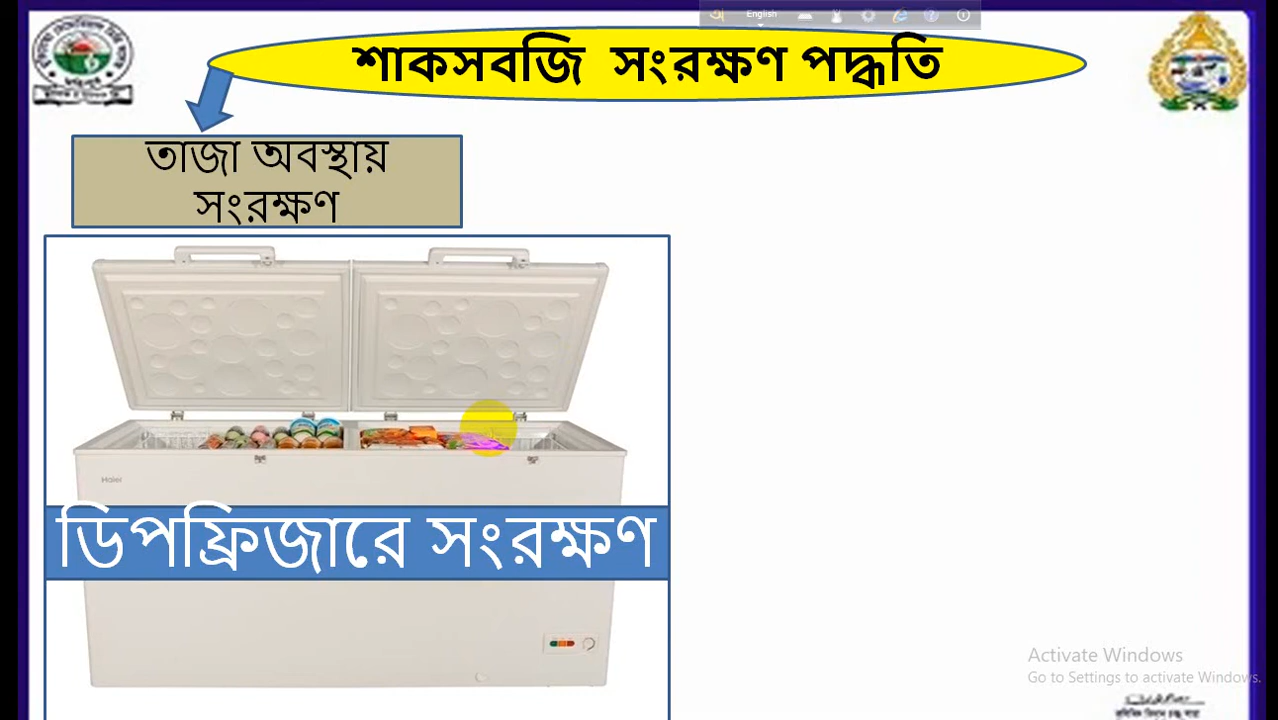 English
শাকসবজি সংরক্ষণ পদ্ধতি
তাজা অবস্থায়
সংরক্ষণ
Haier
ডিপফ্রিজারে সংরক্ষণ
Activate Windows
Go to Settings to activate Windows.